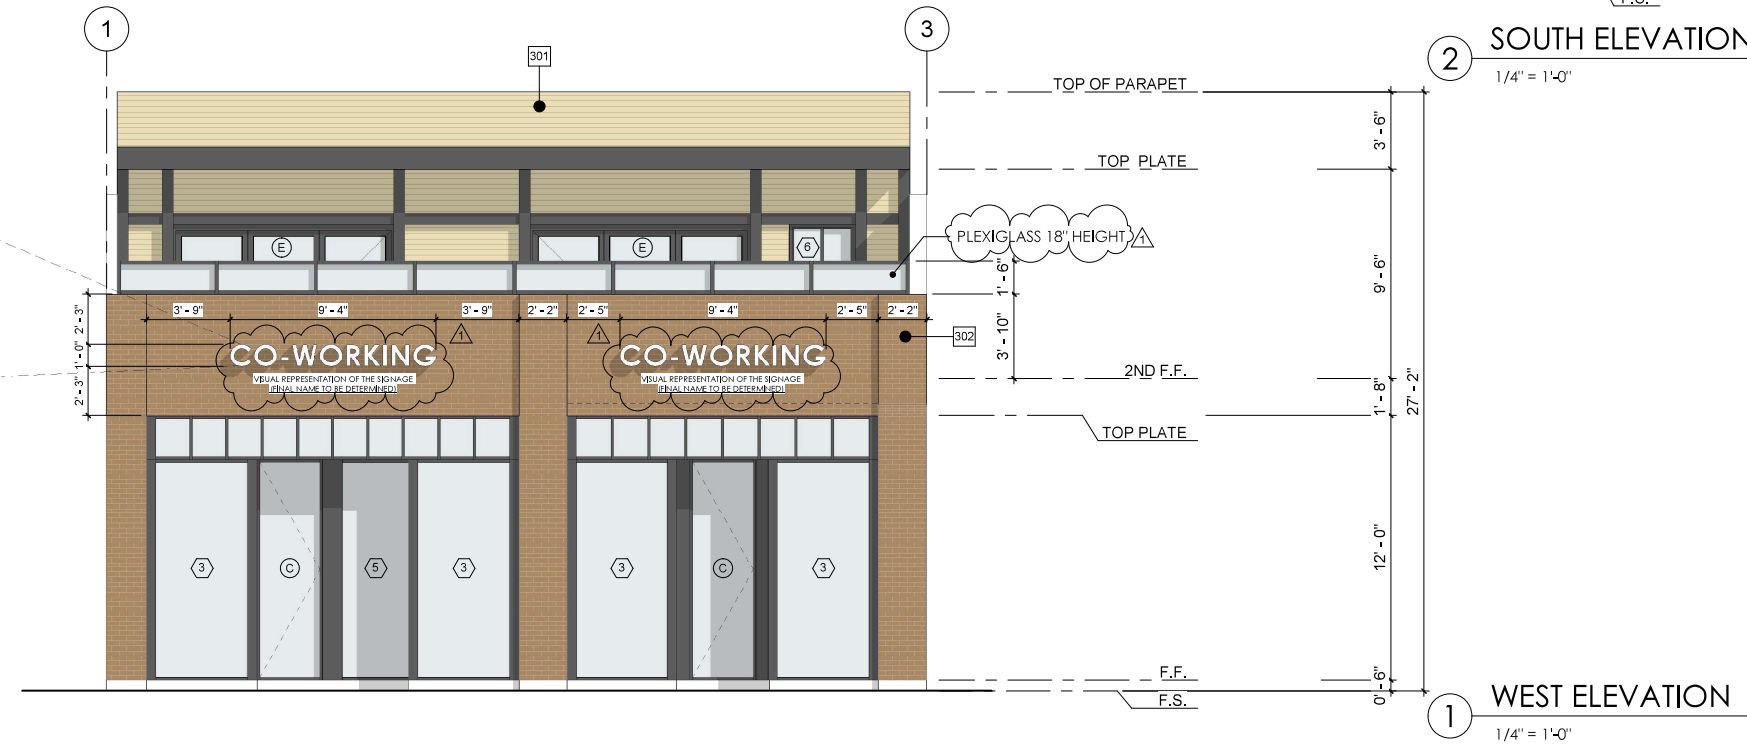 F.S.
2 SOUTH ELEVATION
1/4" = 1'-0"
1
3
301
TOP OF PARAPET
3' - 6"
TOP PLATE
PLEXIGLASS 18" HEIGHT 1
E
E
6
1' - 6"
9' - 6"
3' - 9" 9' - 4" 3' - 9" 2' - 2" 2' - 5" 9' - 4" 2' - 5" 2' - 2"
2' - 3"
1' - 0"
2' - 3"
1
1
302
3' - 10"
CO-WORKING
VISUAL REPRESENTATION OF THE SIGNAGE
(FINAL NAME TO BE DETERMINED)
CO-WORKING
VISUAL REPRESENTATION OF THE SIGNAGE
(FINAL NAME TO BE DETERMINED)
2ND F.F.
1' - 8"
27' - 2"
TOP PLATE
12' - 0"
3 C 5 3 3 C 3
F.F.
0' - 6"
F.S.
1 WEST ELEVATION
1/4" = 1'-0"